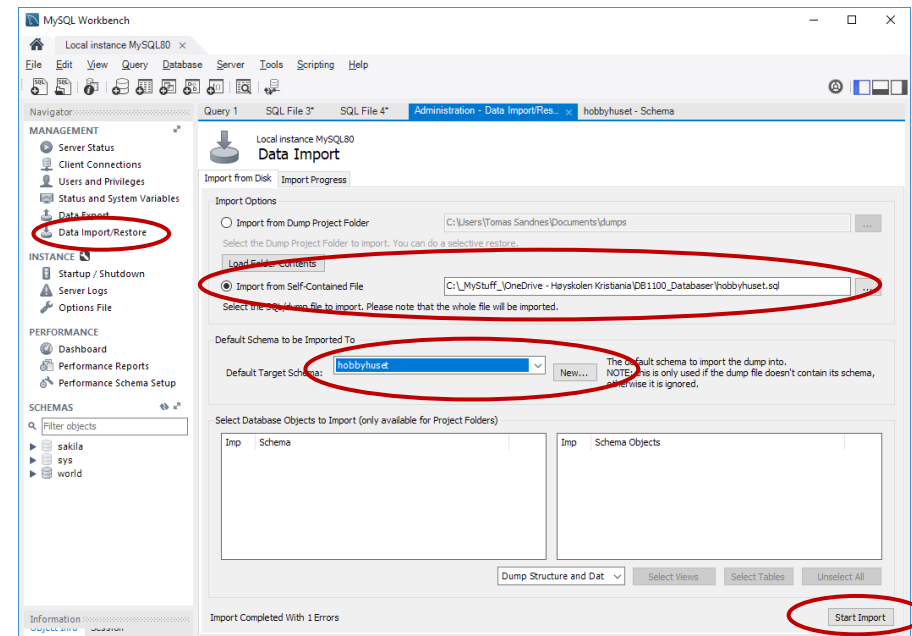 MySQL Workbench
Local instance MySQL80
File Edit View Query Database Server Tools Scripting Help
Navigator
Query 1 SQL File 3* SQL File 4* Administration - Data Import/Res... hobbyhuset - Schema
MANAGEMENT
Server Status
Client Connections
Users and Privileges
Status and System Variables
Data Export
Data Import/Restore
INSTANCE
Startup / Shutdown
Server Logs
Options File
PERFORMANCE
Dashboard
Performance Reports
Performance Schema Setup
SCHEMAS
Filter objects
sakila
sys
world
Information
Object Info Session
Local instance MySQL80
Data Import
Import from Disk Import Progress
Import Options
Import from Dump Project Folder C:\Users\Tomas Sandnes\Documents\dumps ...
Select the Dump Project Folder to import. You can do a selective restore.
Load Folder Contents
Import from Self-Contained File C:\_MyStuff_\OneDrive - Høyskolen Kristiania\DB1100_Databaser\hobbyhuset.sql ...
Select the SQL/dump file to import. Please note that the whole file will be imported.
Default Schema to be Imported To
Default Target Schema: hobbyhuset New...
The default schema to import the dump into.
NOTE: this is only used if the dump file doesn't contain its schema,
otherwise it is ignored.
Select Database Objects to Import (only available for Project Folders)
Imp Schema
Imp Schema Objects
Dump Structure and Dat Select Views Select Tables Unselect All
Import Completed With 1 Errors
Start Import